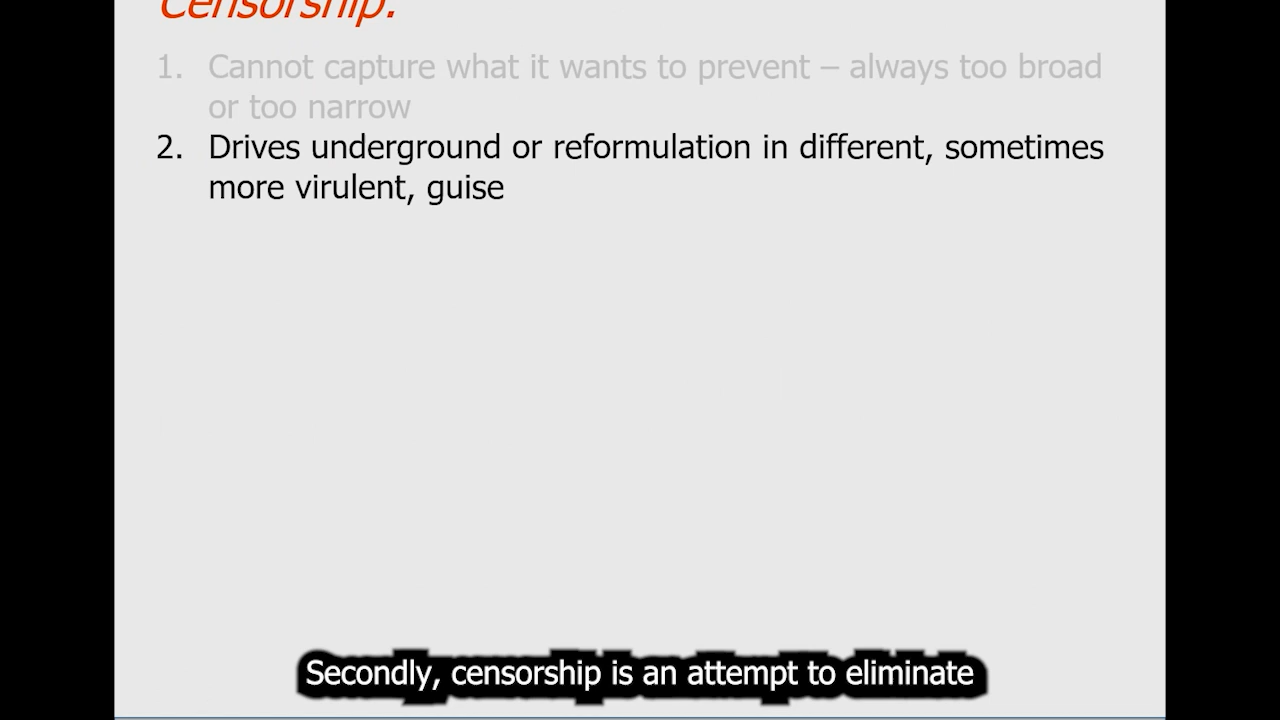 Censorship:
1. Cannot capture what it wants to prevent – always too broad
or too narrow
2. Drives underground or reformulation in different, sometimes
more virulent, guise
Secondly, censorship is an attempt to eliminate